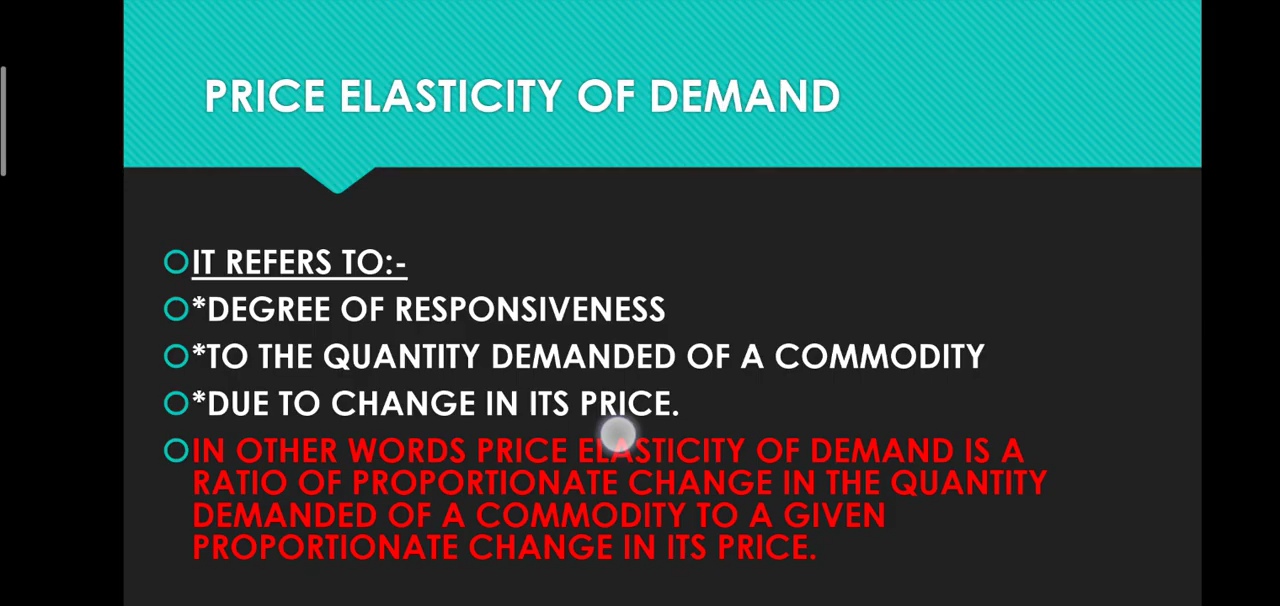 PRICE ELASTICITY OF DEMAND
IT REFERS TO:-
*DEGREE OF RESPONSIVENESS
*TO THE QUANTITY DEMANDED OF A COMMODITY
*DUE TO CHANGE IN ITS PRICE.
IN OTHER WORDS PRICE ELASTICITY OF DEMAND IS A
RATIO OF PROPORTIONATE CHANGE IN THE QUANTITY
DEMANDED OF A COMMODITY TO A GIVEN
PROPORTIONATE CHANGE IN ITS PRICE.